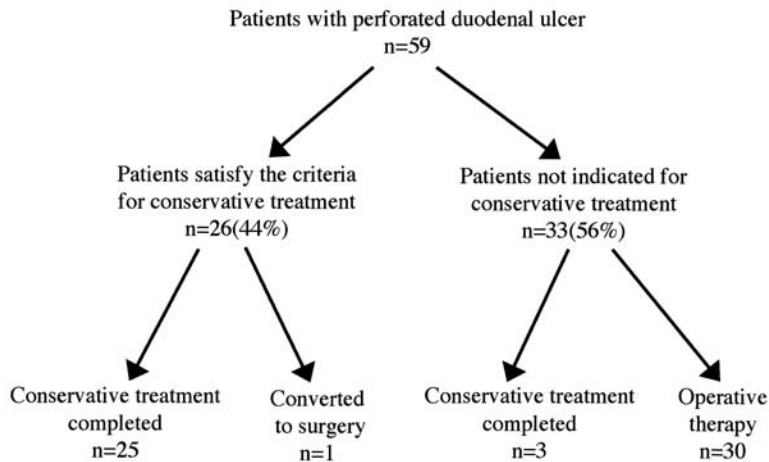 Patients with perforated duodenal ulcer
n=59
Patients satisfy the criteria
for conservative treatment
n=26(44%)
Patients not indicated for
conservative treatment
n=33(56%)
Conservative treatment
completed
n=25
Converted
to surgery
n=1
Conservative treatment
completed
n=3
Operative
therapy
n=30